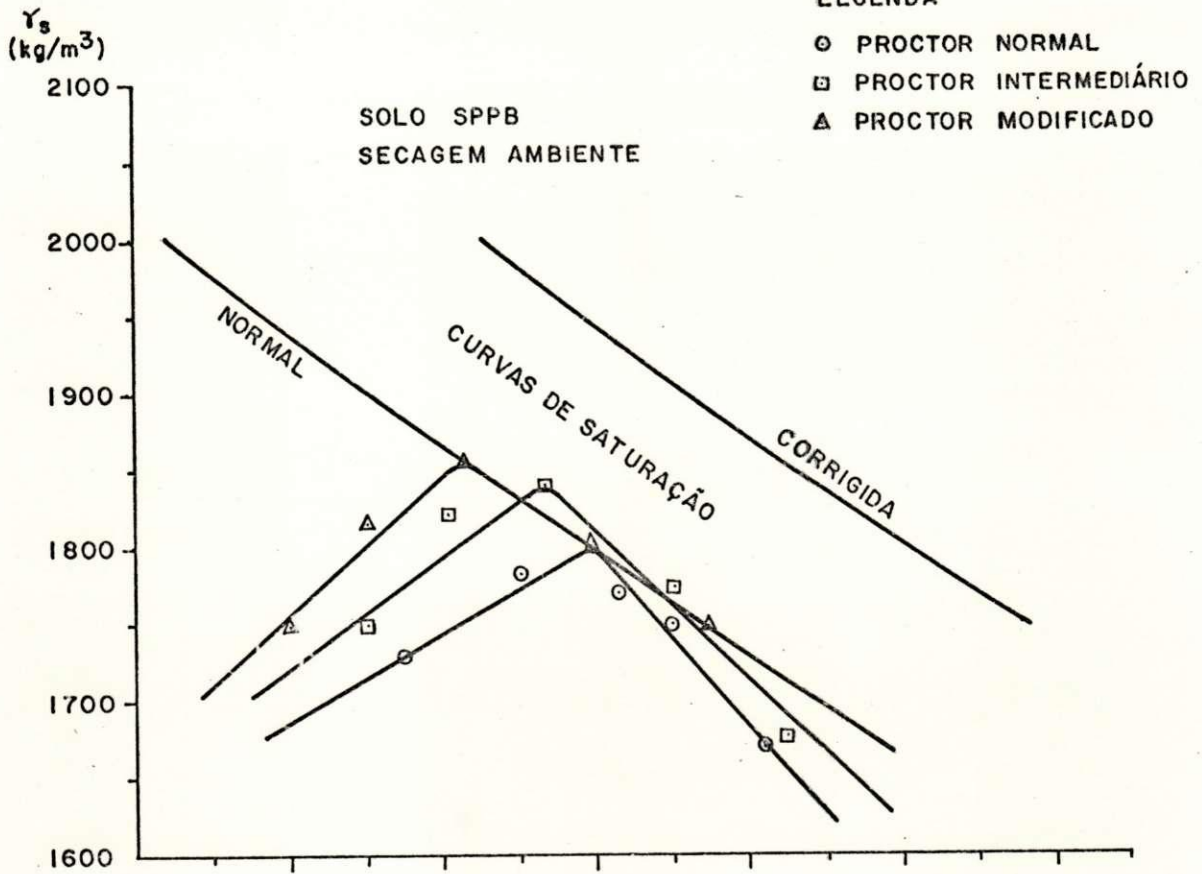 LEGENDA
γs
(kg/m³)
PROCTOR NORMAL
PROCTOR INTERMEDIÁRIO
PROCTOR MODIFICADO
2100
SOLO SPPB
SECAGEM AMBIENTE
2000
NORMAL
CURVAS DE SATURAÇÃO
1900
CORRIGIDA
1800
1700
1600